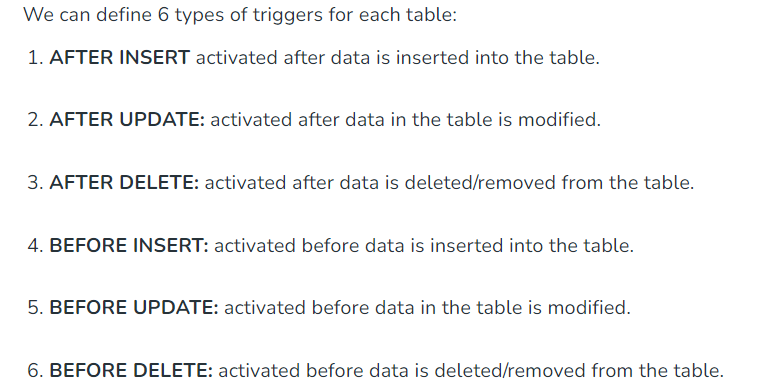 We can define 6 types of triggers for each table:
1. AFTER INSERT activated after data is inserted into the table.
2. AFTER UPDATE: activated after data in the table is modified.
3. AFTER DELETE: activated after data is deleted/removed from the table.
4. BEFORE INSERT: activated before data is inserted into the table.
5. BEFORE UPDATE: activated before data in the table is modified.
6. BEFORE DELETE: activated before data is deleted/removed from the table.